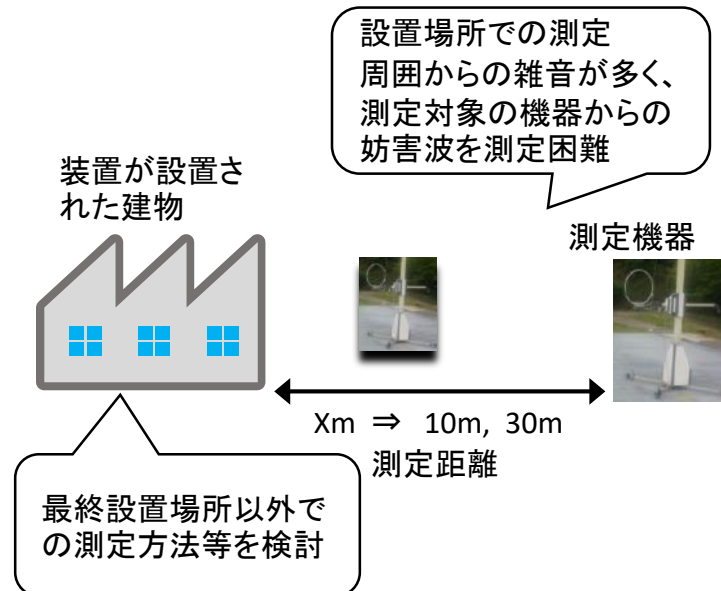 設置場所での測定
周囲からの雑音が多く、
測定対象の機器からの
妨害波を測定困難
装置が設置さ
れた建物
測定機器
Xm ⇒ 10m, 30m
測定距離
最終設置場所以外で
の測定方法等を検討